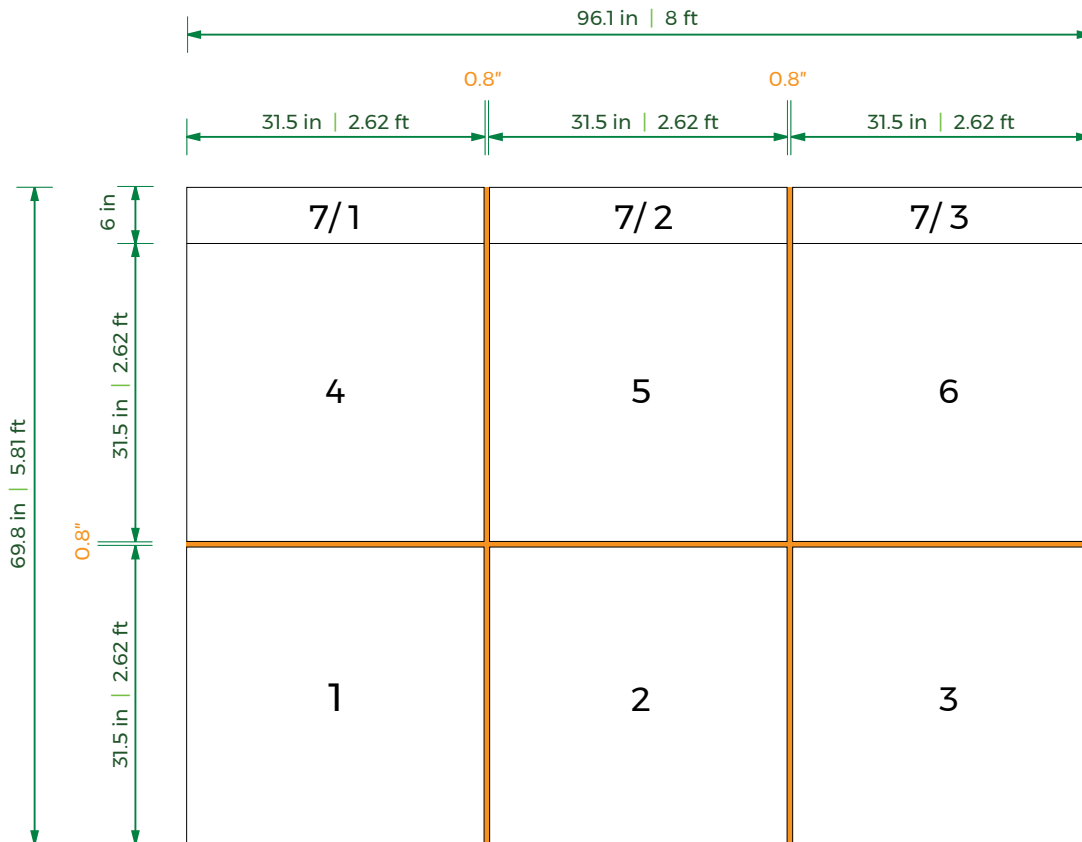 96.1 in | 8 ft
0.8″ 0.8″
31.5 in | 2.62 ft 31.5 in | 2.62 ft 31.5 in | 2.62 ft
6 in
7/ 1 7/ 2 7/ 3
31.5 in | 2.62 ft
4 5 6
69.8 in | 5.81 ft
0.8″
31.5 in | 2.62 ft
1 2 3